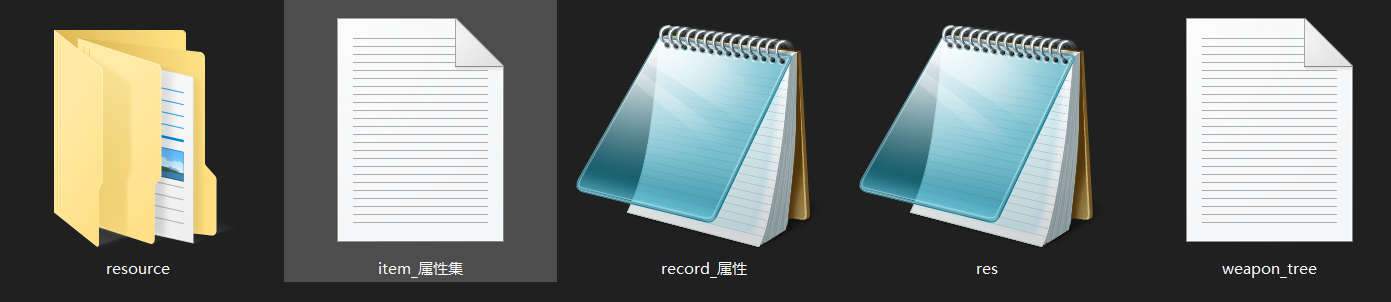 resource
item_属性集
record_属性
res
weapon_tree